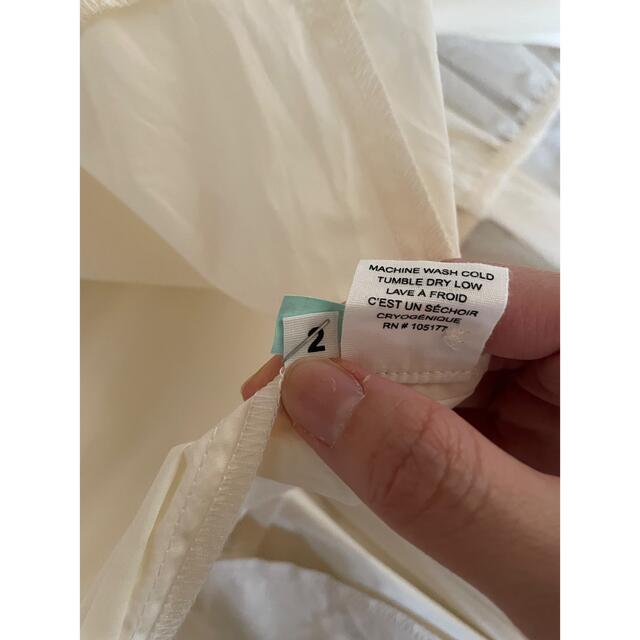 MACHINE WASH COLD
TUMBLE DRY LOW
LAVE À FROID
C'EST UN SÉCHOIR
CRYOGÉNIQUE
RN # 105177
2